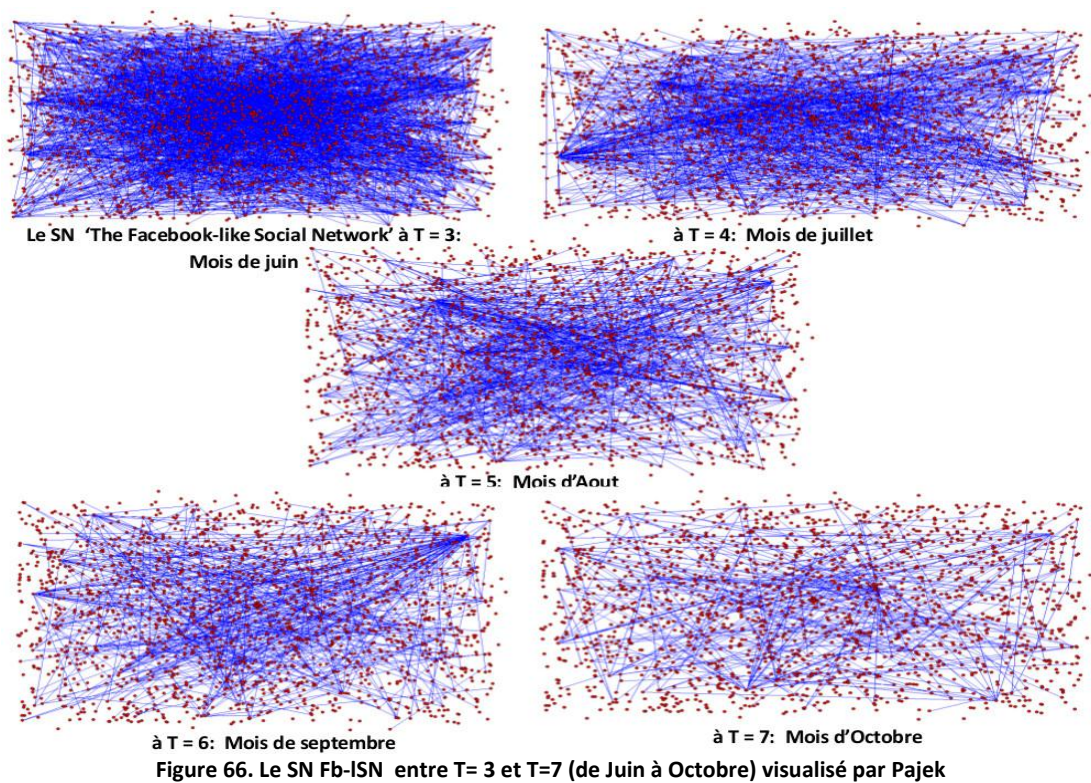 Le SN 'The Facebook-like Social Network' à T = 3:
Mois de juin
à T = 4: Mois de juillet
à T = 5: Mois d'Aout
à T = 6: Mois de septembre
à T = 7: Mois d'Octobre
Figure 66. Le SN Fb-lSN entre T= 3 et T=7 (de Juin à Octobre) visualisé par Pajek